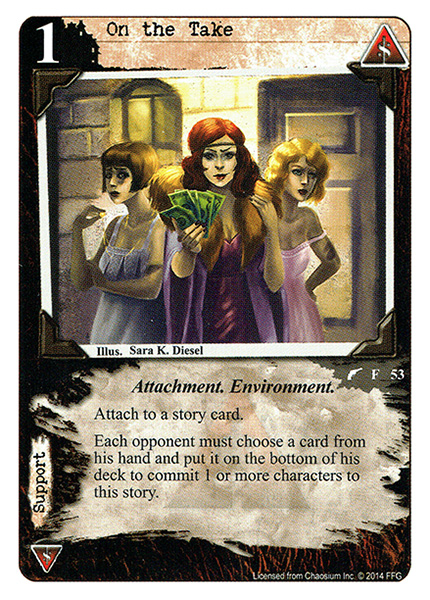 1
On the Take
Illus. Sara K. Diesel
F 53
Attachment. Environment.
Attach to a story card.
Each opponent must choose a card from
his hand and put it on the bottom of his
deck to commit 1 or more characters to
this story.
Support
Licensed from Chaosium Inc. © 2014 FFG